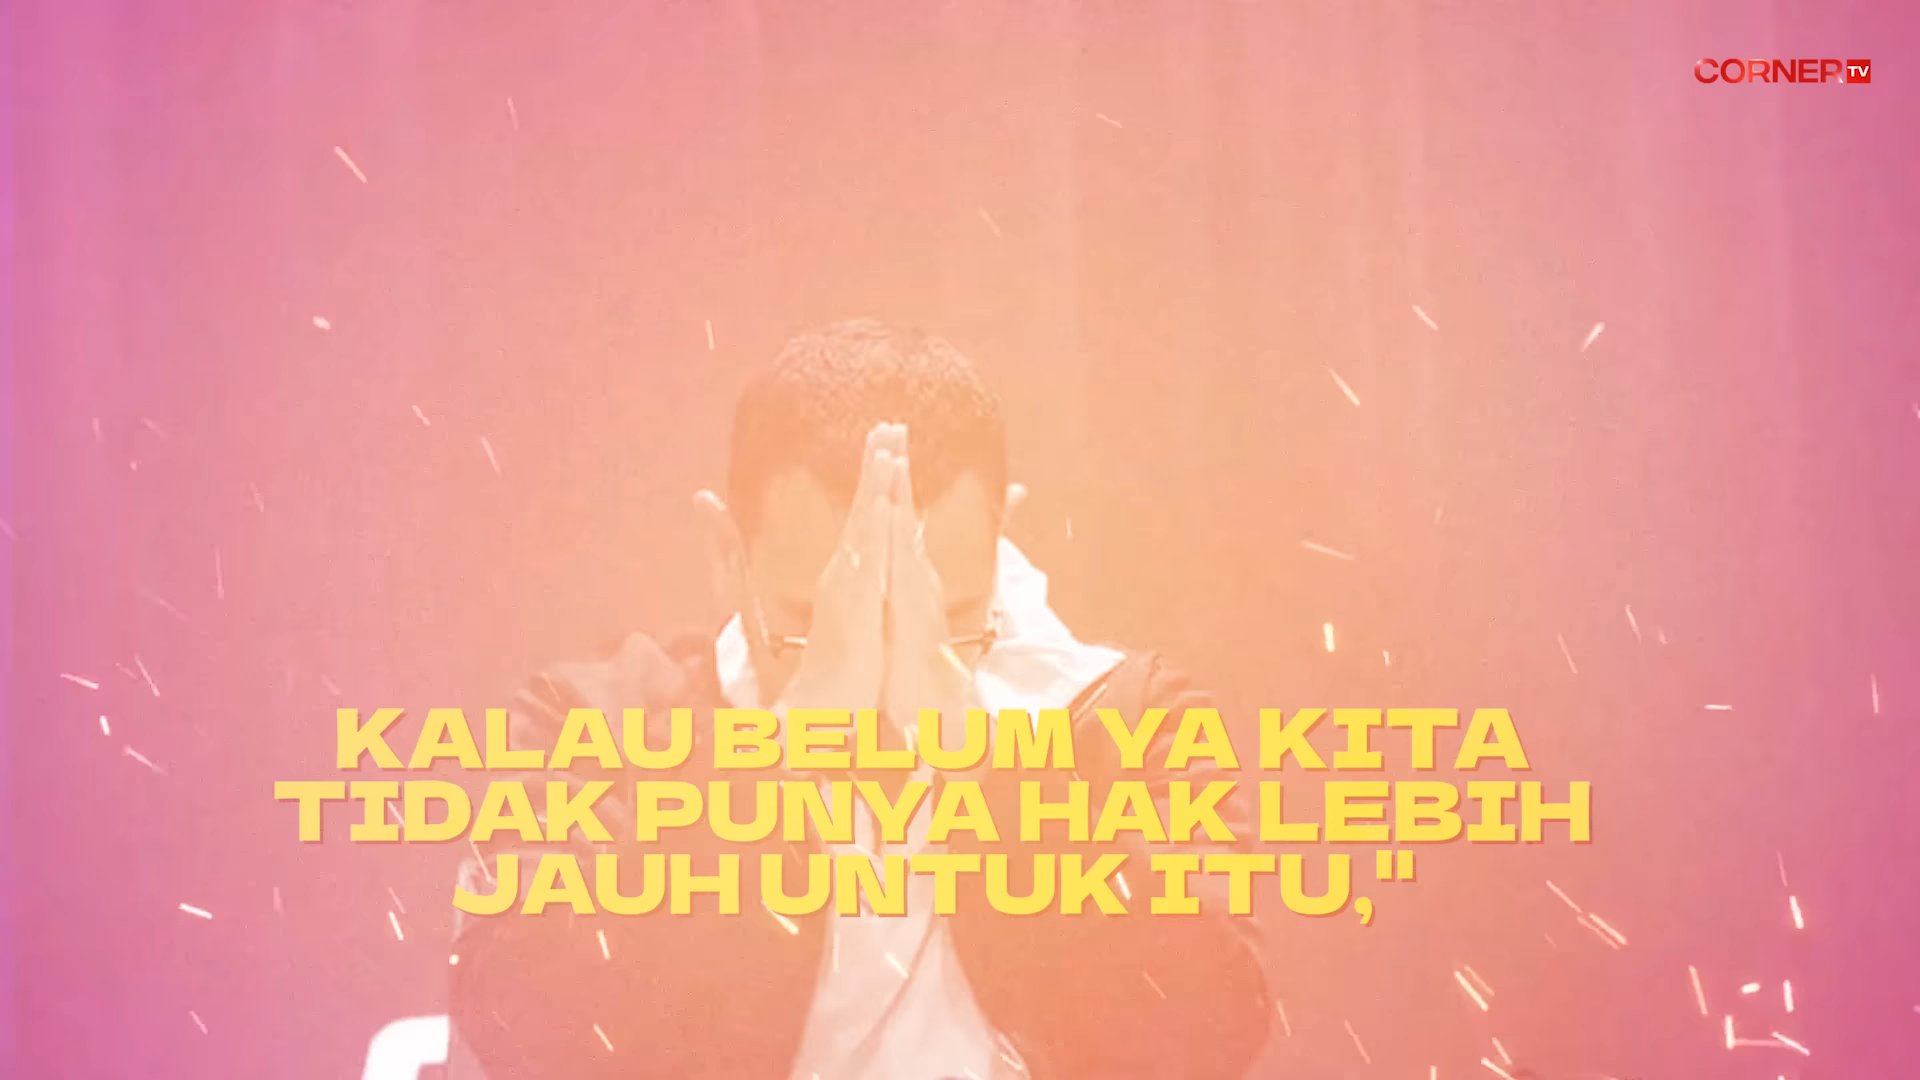 CORNER TV
KALAU BELUM YA KITA
TIDAK PUNYA HAK LEBIH
JAUH UNTUK ITU,"